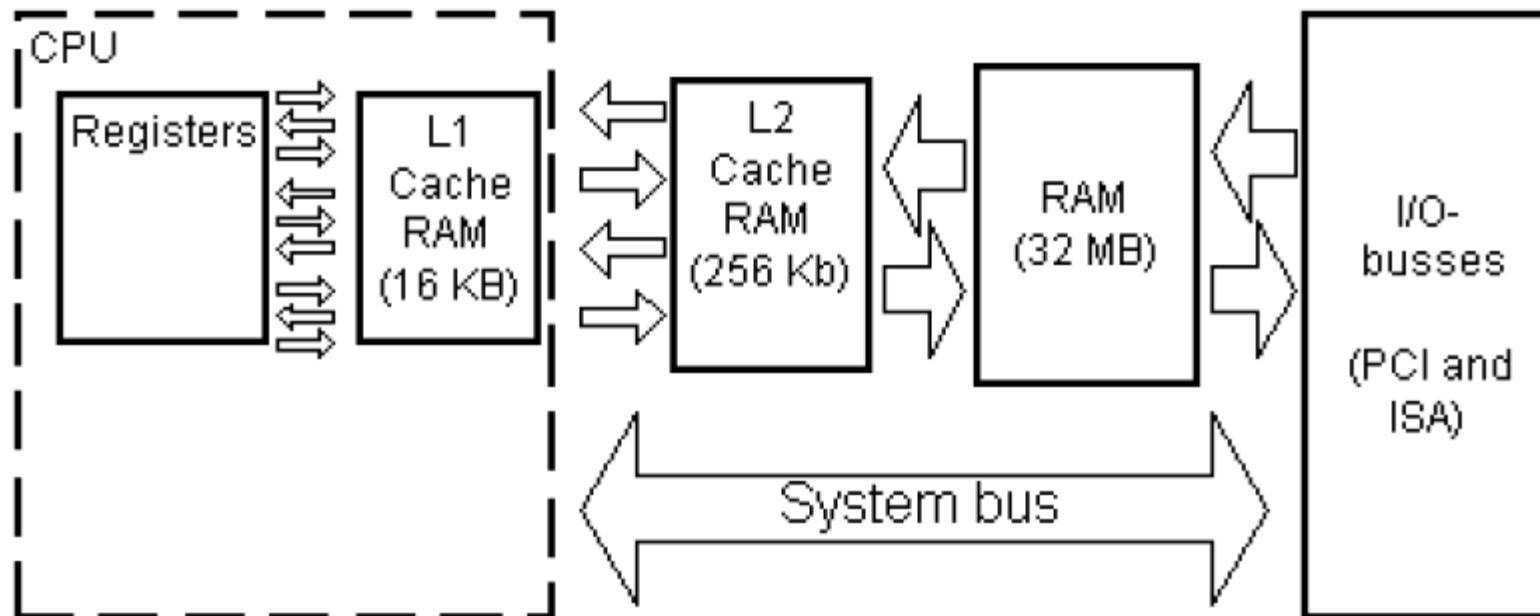 CPU
Registers
L1
Cache
RAM
(16 KB)
L2
Cache
RAM
(256 Kb)
RAM
(32 MB)
I/O-
busses
(PCI and
ISA)
System bus